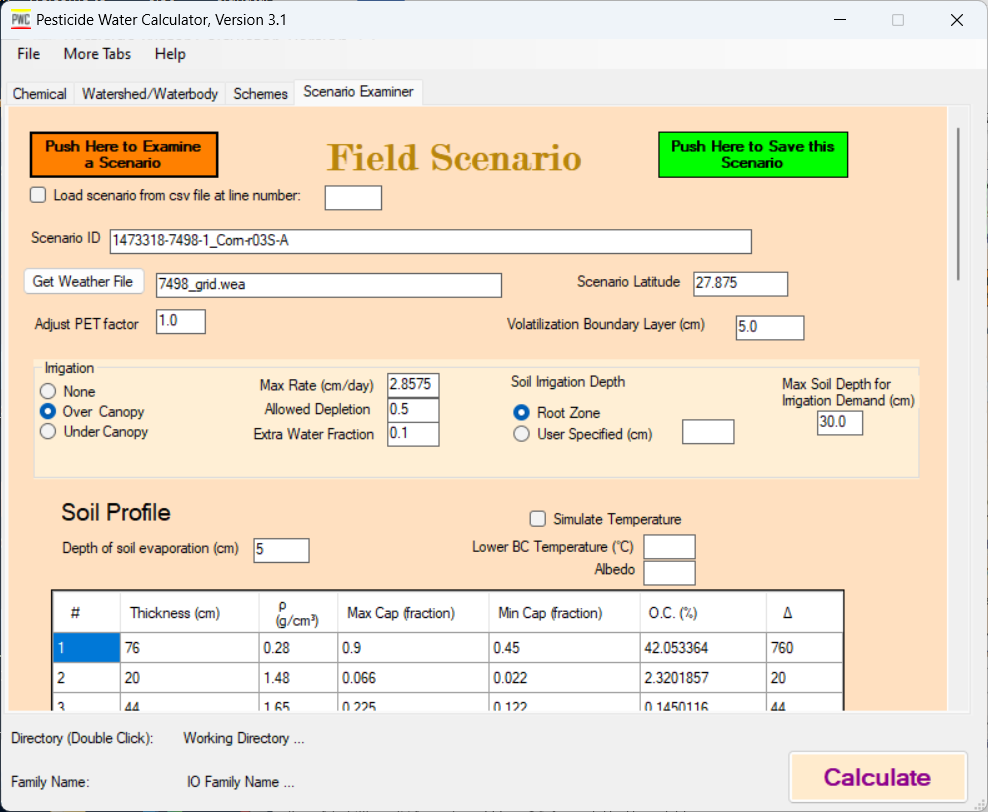 PWC Pesticide Water Calculator, Version 3.1
File More Tabs Help
Chemical Watershed/Waterbody Schemes Scenario Examiner
Push Here to Examine
a Scenario
Field Scenario
Push Here to Save this
Scenario
Load scenario from csv file at line number:
Scenario ID 1473318-7498-1_Corn-r03S-A
Get Weather File 7498_grid.wea Scenario Latitude 27.875
Adjust PET factor 1.0 Volatilization Boundary Layer (cm) 5.0
Irrigation
None
Over Canopy
Under Canopy
Max Rate (cm/day) 2.8575
Allowed Depletion 0.5
Extra Water Fraction 0.1
Soil Irrigation Depth
Root Zone
User Specified (cm)
Max Soil Depth for
Irrigation Demand (cm)
30.0
Soil Profile
Simulate Temperature
Depth of soil evaporation (cm) 5
Lower BC Temperature (°C)
Albedo
# Thickness (cm) ρ (g/cm³) Max Cap (fraction) Min Cap (fraction) O.C. (%) Δ
1 76 0.28 0.9 0.45 42.053364 760
2 20 1.48 0.066 0.022 2.3201857 20
3 44 1.65 0.225 0.122 0.1450116 44
Directory (Double Click): Working Directory ...
Family Name: IO Family Name ...
Calculate